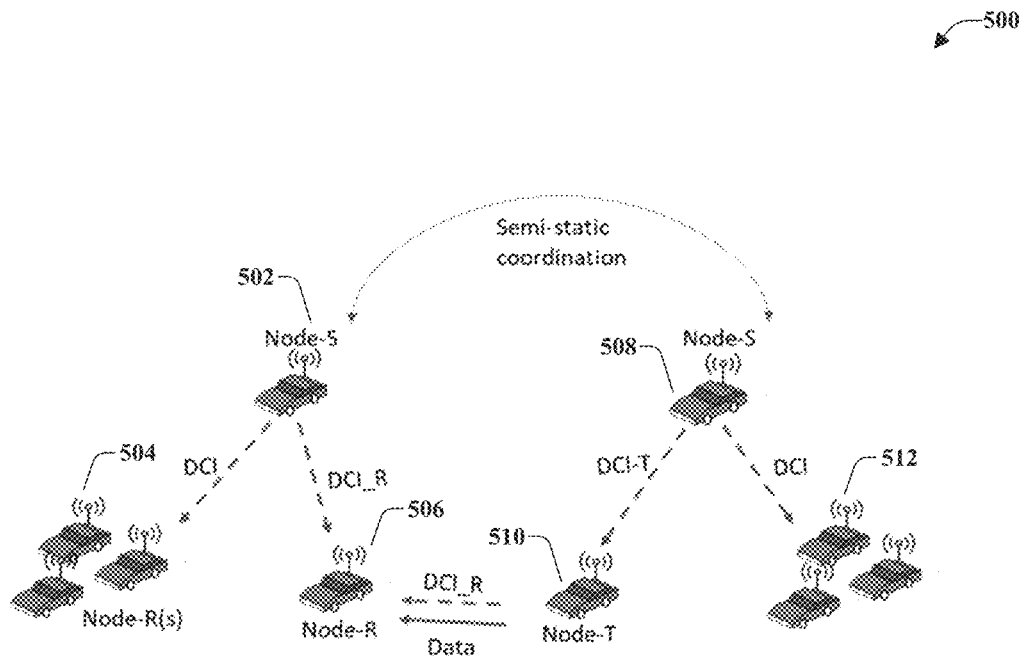 500
Semi-static
coordination
502
Node-S
508
Node-S
504
DCI
DCI_R
DCI-T
DCI
512
506
510
DCI_R
Node-R(s)
Node-R
Data
Node-T